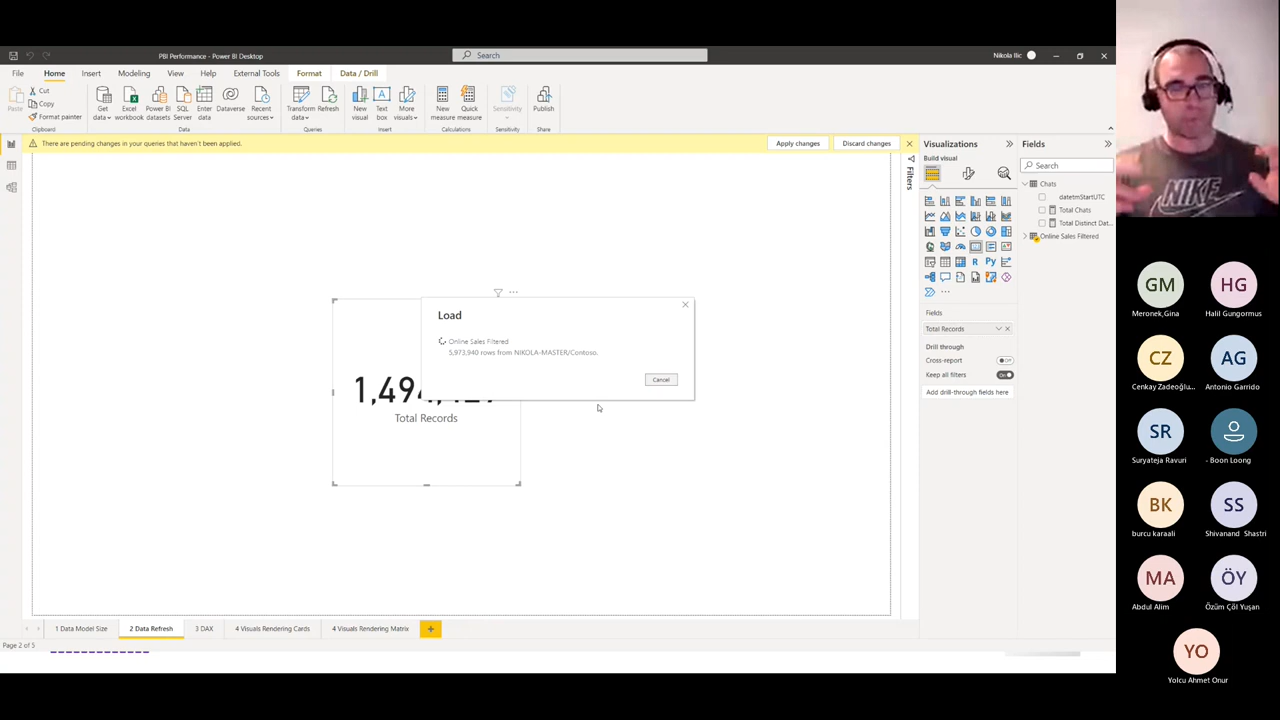 PBI Performance - Power BI Desktop
Search
Nikola Ilic
File
Home
Insert
Modeling
View
Help
External Tools
Format
Data / Drill
Paste
Cut
Copy
Format painter
Clipboard
Get data
Excel workbook
Power BI datasets
SQL Server
Enter data
Dataverse
Recent sources
Data
Transform data
Refresh
Queries
New visual
Text box
More visuals
Insert
New measure
Quick measure
Calculations
Sensitivity
Sensitivity
Publish
Share
There are pending changes in your queries that haven't been applied.
Apply changes
Discard changes
Filters
Visualizations
Build visual
R
Py
Fields
Total Records
Drill through
Cross-report
Off
Keep all filters
On
Add drill-through fields here
Fields
Search
Chats
datetmStartUTC
Total Chats
Total Distinct Dat...
Online Sales Filtered
Load
Online Sales Filtered
5,973,940 rows from NIKOLA-MASTER/Contoso.
Cancel
Total Records
1 Data Model Size
2 Data Refresh
3 DAX
4 Visuals Rendering Cards
4 Visuals Rendering Matrix
Page 2 of 5
NIKE
GM
Meronek,Gina
HG
Halil Gungormus
CZ
Cenkay Zadeoğlu...
AG
Antonio Garrido
SR
Suryateja Ravuri
- Boon Loong
BK
burcu karaali
SS
Shivanand Shastri
MA
Abdul Alim
ÖY
Özüm Çöl Yuşan
YO
Yolcu Ahmet Onur